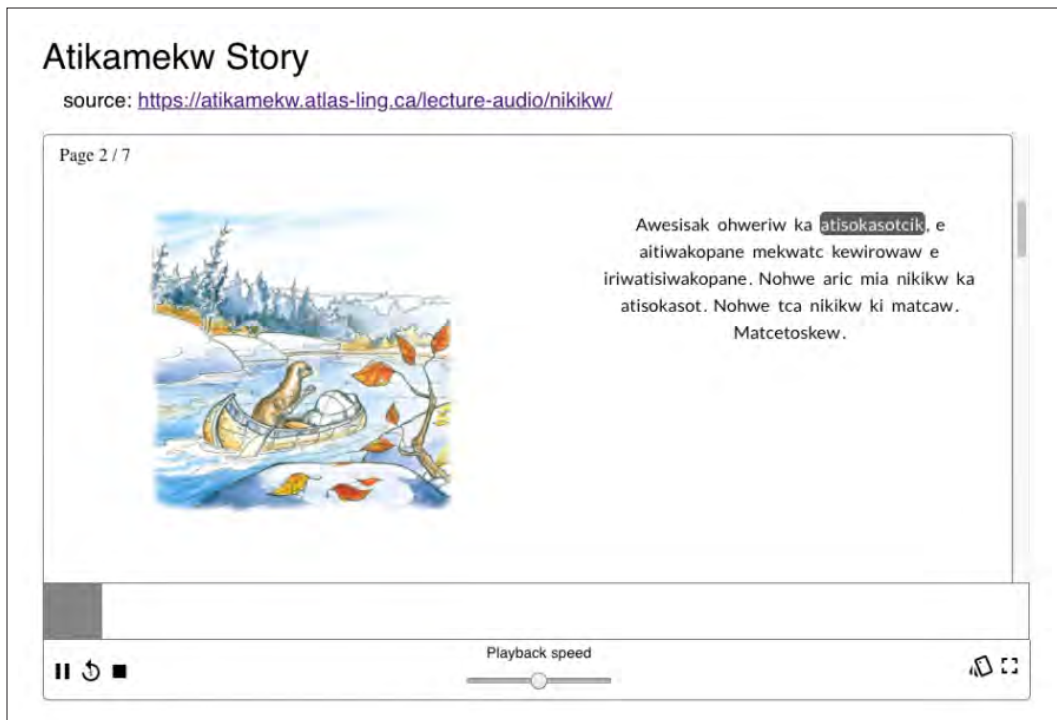 Atikamekw Story
source: https://atikamekw.atlas-ling.ca/lecture-audio/nikikw/
Page 2 / 7
Awesisak ohweriw ka atisokasotcik, e
aitiwakopane mekwatc kewirowaw e
iriwatisiwakopane. Nohwe aric mia nikikw ka
atisokasot. Nohwe tca nikikw ki matcaw.
Matcetoskew.
Playback speed